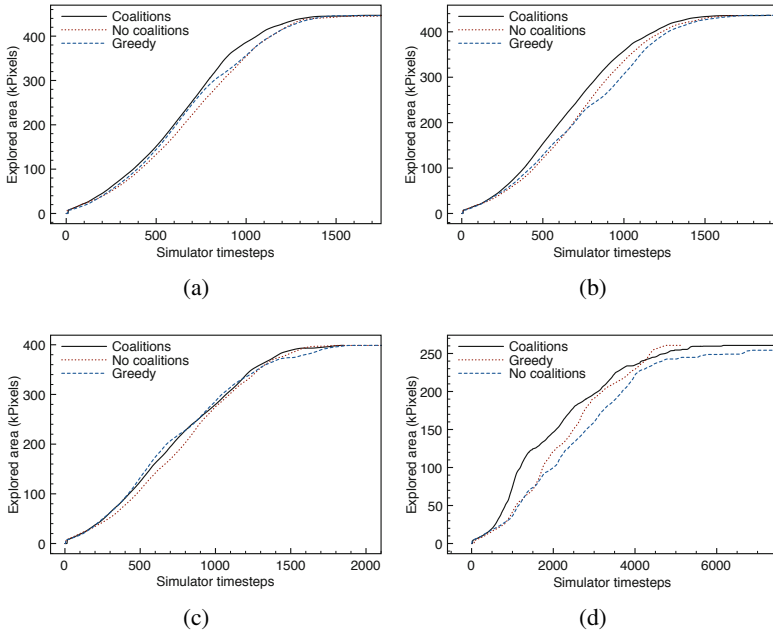 Coalitions
No coalitions
Greedy
Explored area (kPixels)
400
300
200
100
0
0 500 1000 1500
Simulator timesteps
(a)
Coalitions
No coalitions
Greedy
Explored area (kPixels)
400
300
200
100
0
0 500 1000 1500
Simulator timesteps
(b)
Coalitions
No coalitions
Greedy
Explored area (kPixels)
400
300
200
100
0
0 500 1000 1500 2000
Simulator timesteps
(c)
Coalitions
Greedy
No coalitions
Explored area (kPixels)
250
200
150
100
50
0
0 2000 4000 6000
Simulator timesteps
(d)